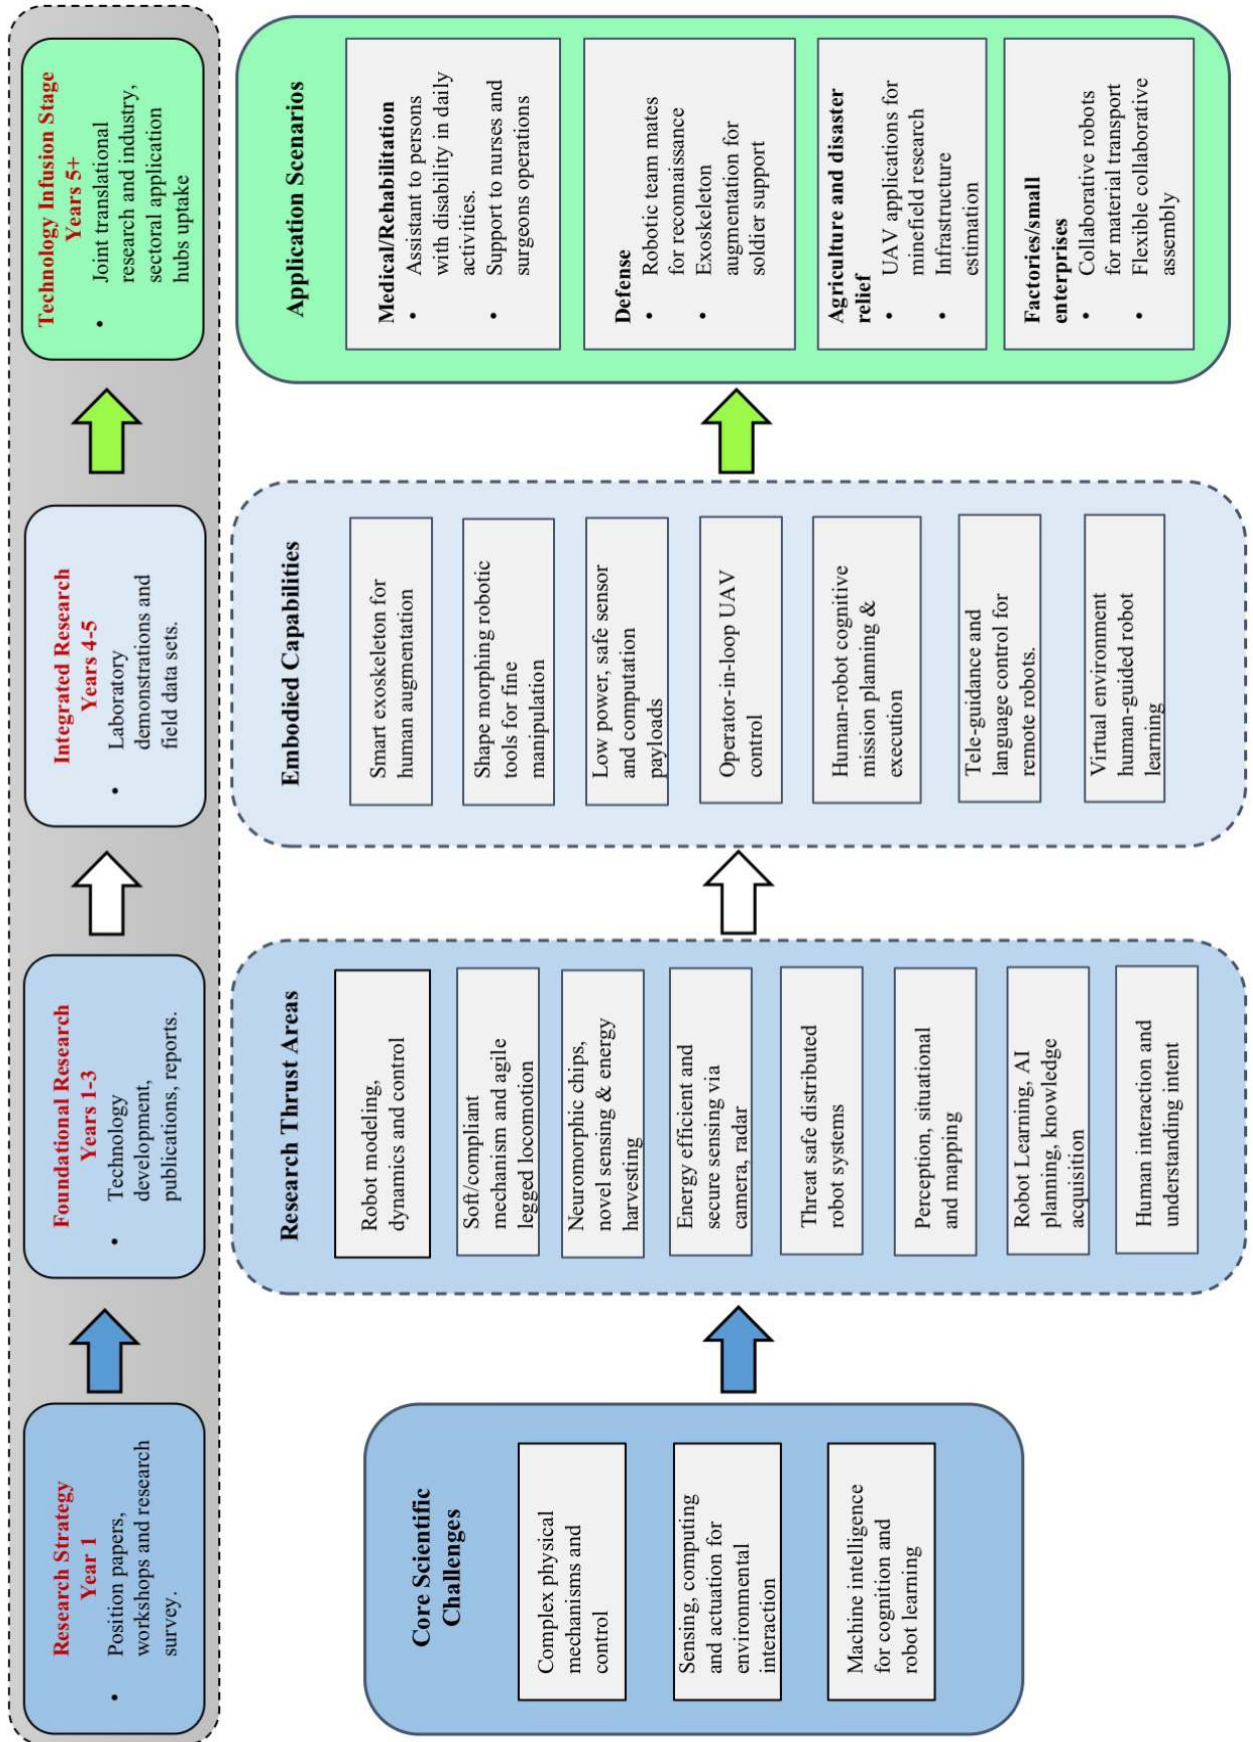 Research Strategy
Year 1
• Position papers,
workshops and research
survey.
Foundational Research
Years 1-3
• Technology
development,
publications, reports.
Integrated Research
Years 4-5
• Laboratory
demonstrations and
field data sets.
Technology Infusion Stage
Years 5+
• Joint translational
research and industry,
sectoral application
hubs uptake
Core Scientific
Challenges
Complex physical
mechanisms and
control
Sensing, computing
and actuation for
environmental
interaction
Machine intelligence
for cognition and
robot learning
Research Thrust Areas
Robot modeling,
dynamics and control
Soft/compliant
mechanism and agile
legged locomotion
Neuromorphic chips,
novel sensing & energy
harvesting
Energy efficient and
secure sensing via
camera, radar
Threat safe distributed
robot systems
Perception, situational
and mapping
Robot Learning, AI
planning, knowledge
acquisition
Human interaction and
understanding intent
Embodied Capabilities
Smart exoskeleton for
human augmentation
Shape morphing robotic
tools for fine
manipulation
Low power, safe sensor
and computation
payloads
Operator-in-loop UAV
control
Human-robot cognitive
mission planning &
execution
Tele-guidance and
language control for
remote robots.
Virtual environment
human-guided robot
learning
Application Scenarios
Medical/Rehabilitation
• Assistant to persons
with disability in daily
activities.
• Support to nurses and
surgeons operations
Defense
• Robotic team mates
for reconnaissance
• Exoskeleton
augmentation for
soldier support
Agriculture and disaster
relief
• UAV applications for
minefield research
• Infrastructure
estimation
Factories/small
enterprises
• Collaborative robots
for material transport
• Flexible collaborative
assembly